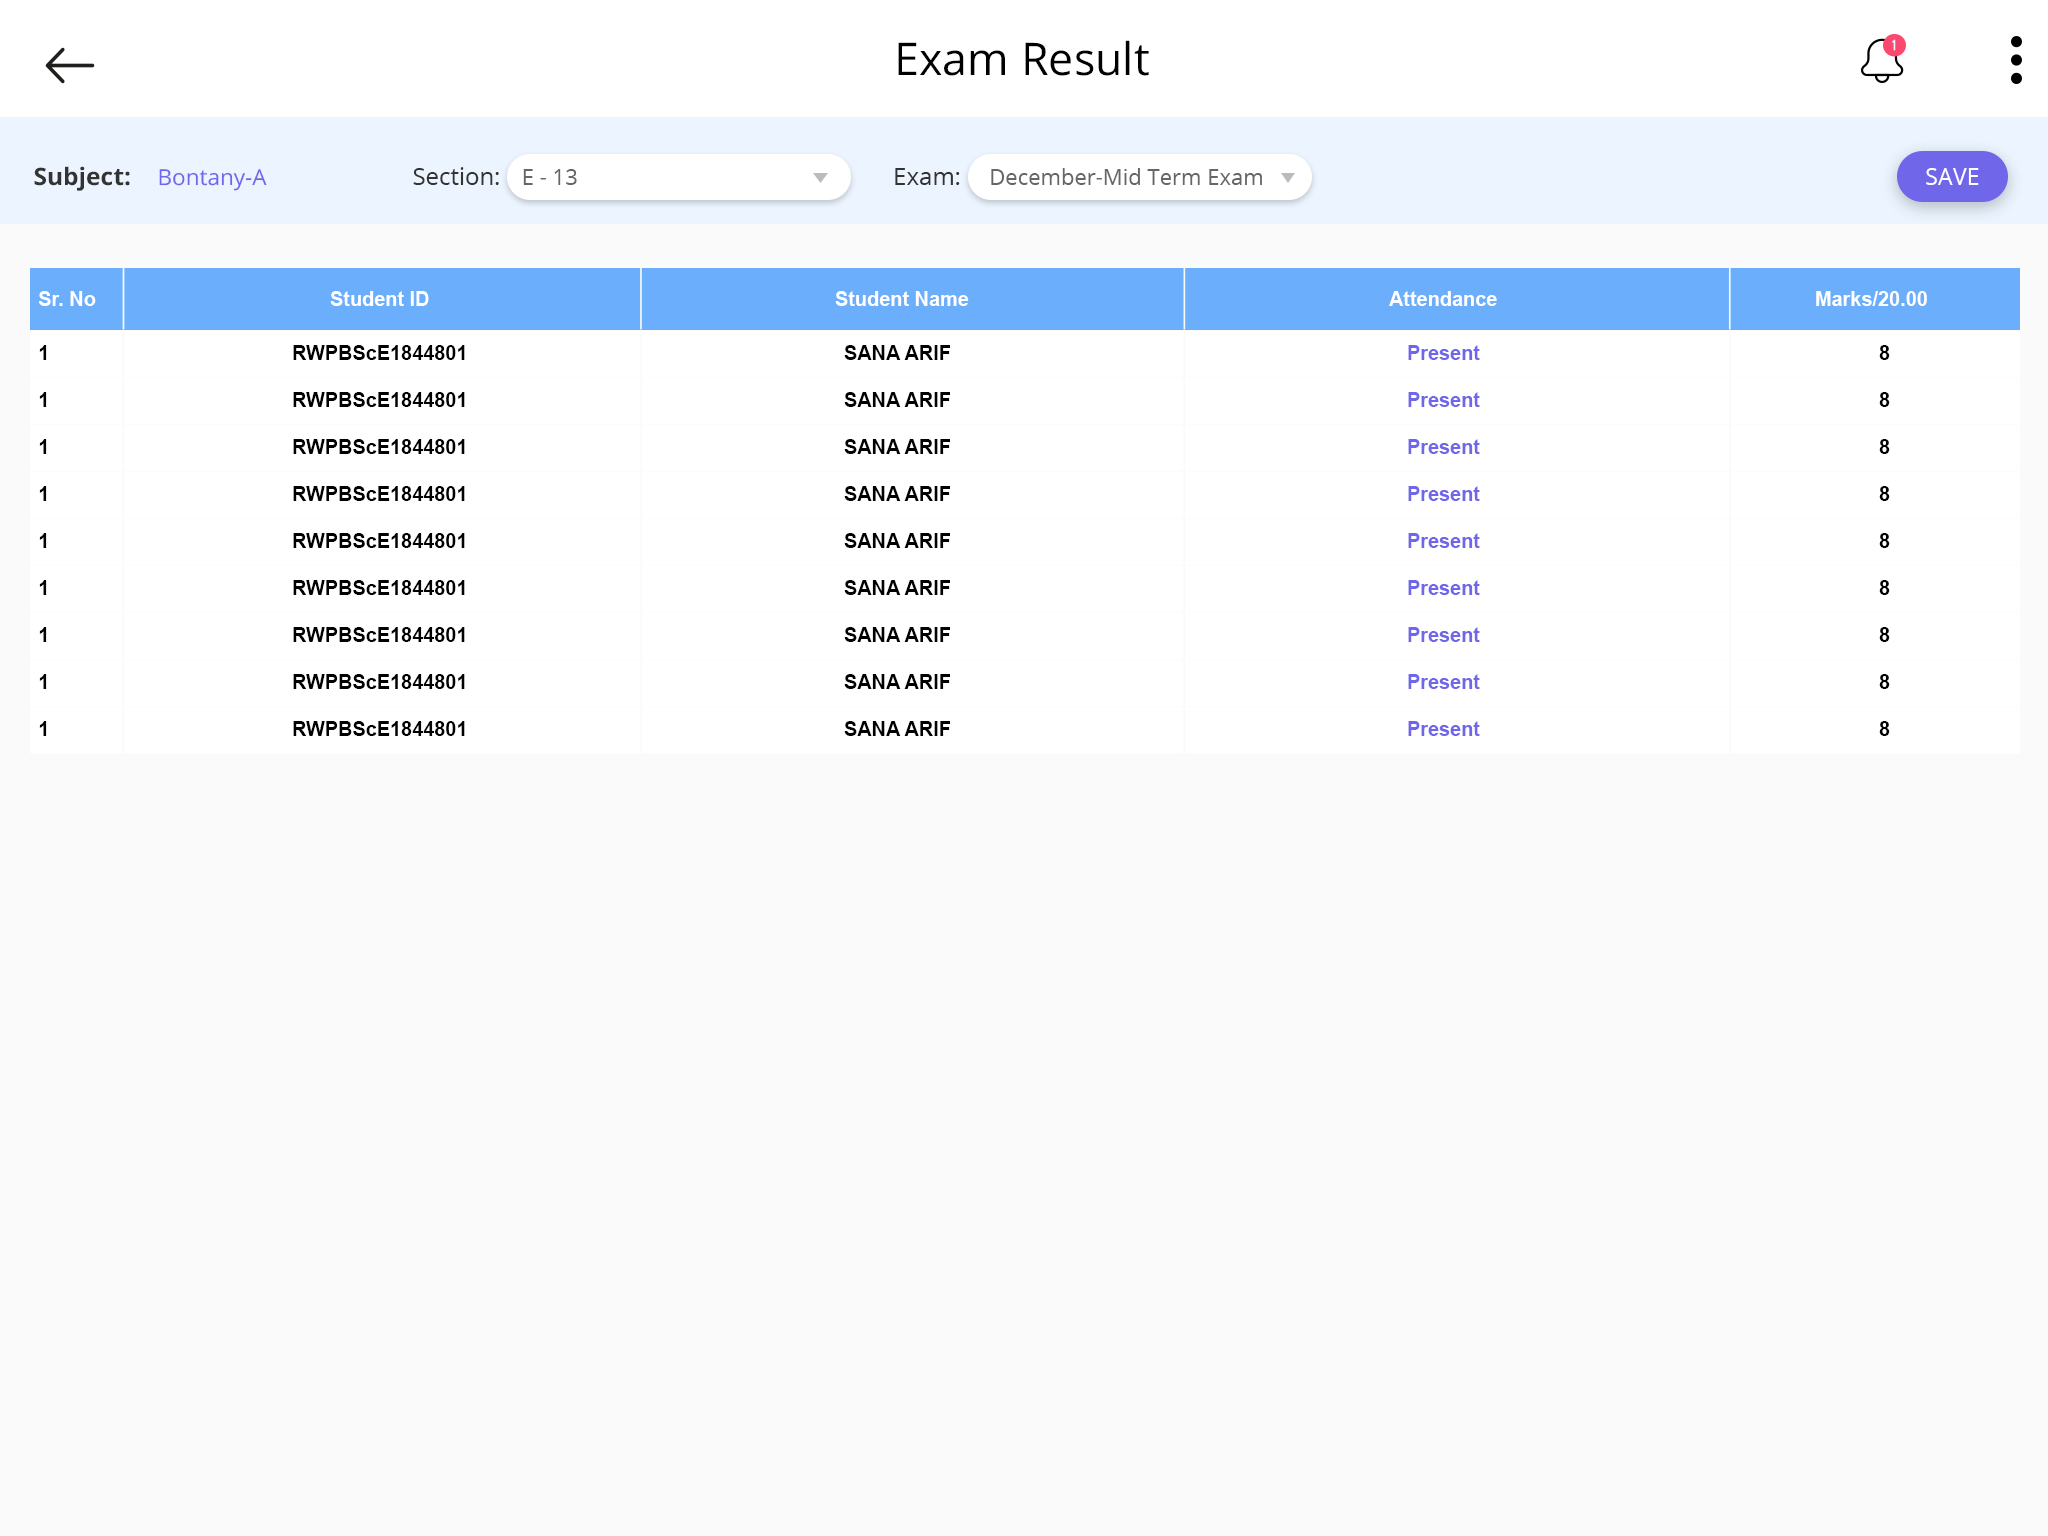 Exam Result
1
Subject: Bontany-A Section: E - 13 Exam: December-Mid Term Exam SAVE
Sr. No Student ID Student Name Attendance Marks/20.00
1 RWPBScE1844801 SANA ARIF Present 8
1 RWPBScE1844801 SANA ARIF Present 8
1 RWPBScE1844801 SANA ARIF Present 8
1 RWPBScE1844801 SANA ARIF Present 8
1 RWPBScE1844801 SANA ARIF Present 8
1 RWPBScE1844801 SANA ARIF Present 8
1 RWPBScE1844801 SANA ARIF Present 8
1 RWPBScE1844801 SANA ARIF Present 8
1 RWPBScE1844801 SANA ARIF Present 8